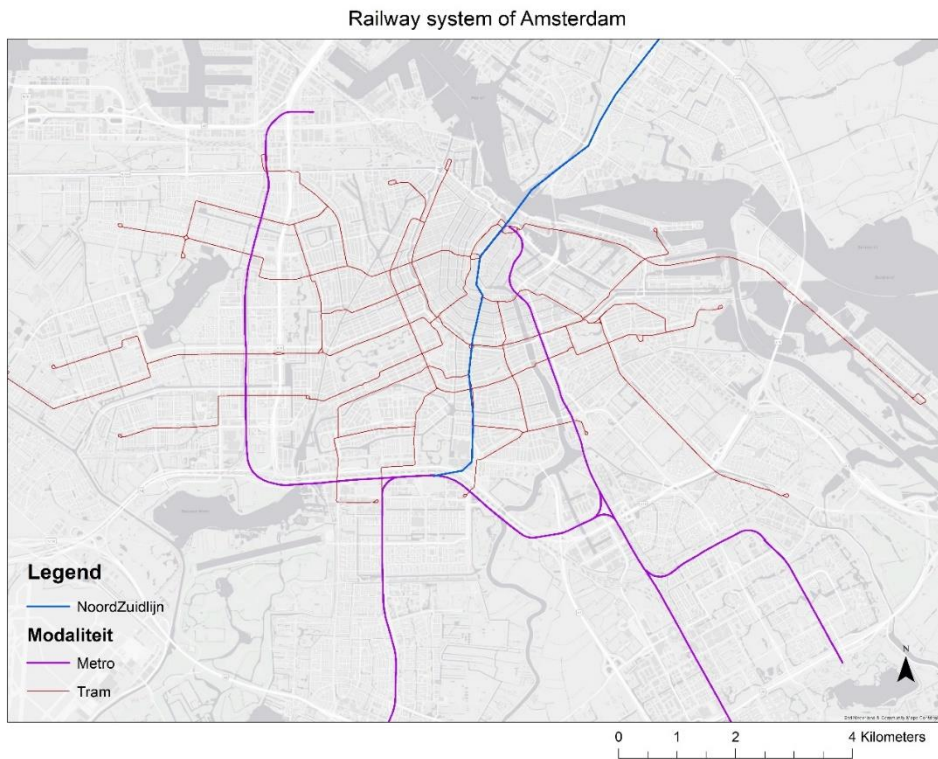 Railway system of Amsterdam
Legend
NoordZuidlijn
Modaliteit
Metro
Tram
N
0 1 2 4 Kilometers